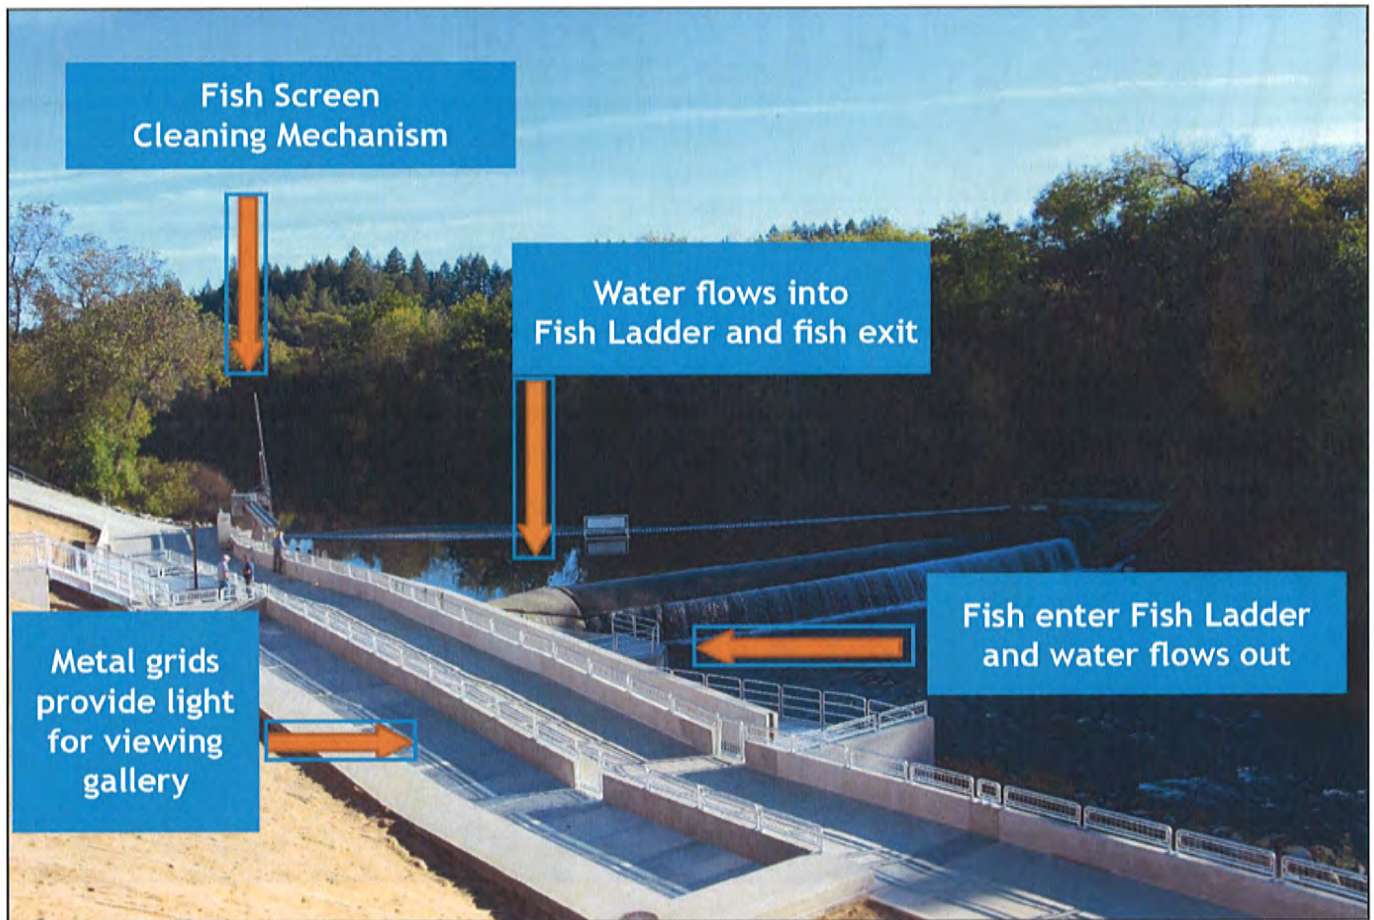 Fish Screen
Cleaning Mechanism
Water flows into
Fish Ladder and fish exit
Fish enter Fish Ladder
and water flows out
Metal grids
provide light
for viewing
gallery